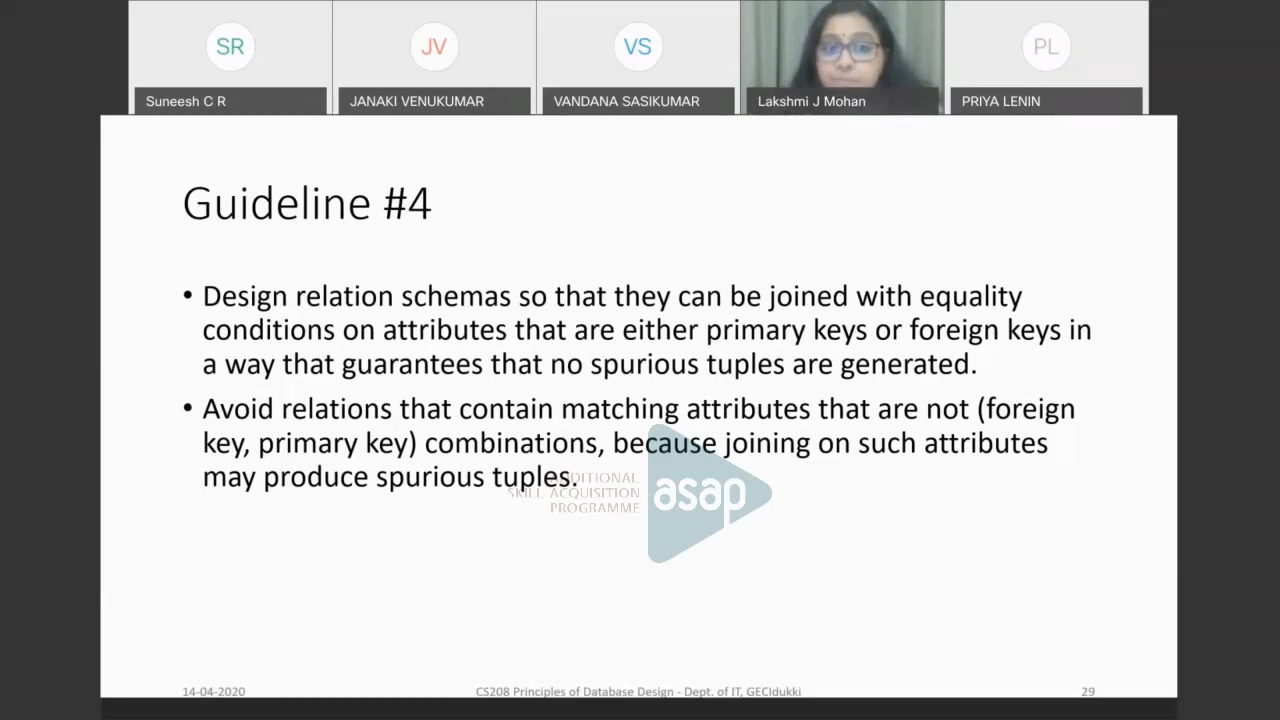 SR
JV
VS
PL
Suneesh C R
JANAKI VENUKUMAR
VANDANA SASIKUMAR
Lakshmi J Mohan
PRIYA LENIN
Guideline #4
• Design relation schemas so that they can be joined with equality
conditions on attributes that are either primary keys or foreign keys in
a way that guarantees that no spurious tuples are generated.
• Avoid relations that contain matching attributes that are not (foreign
key, primary key) combinations, because joining on such attributes
may produce spurious tuples.
ADDITIONAL
SKILL ACQUISITION
PROGRAMME
asap
14-04-2020
CS208 Principles of Database Design - Dept. of IT, GECIdukki
29